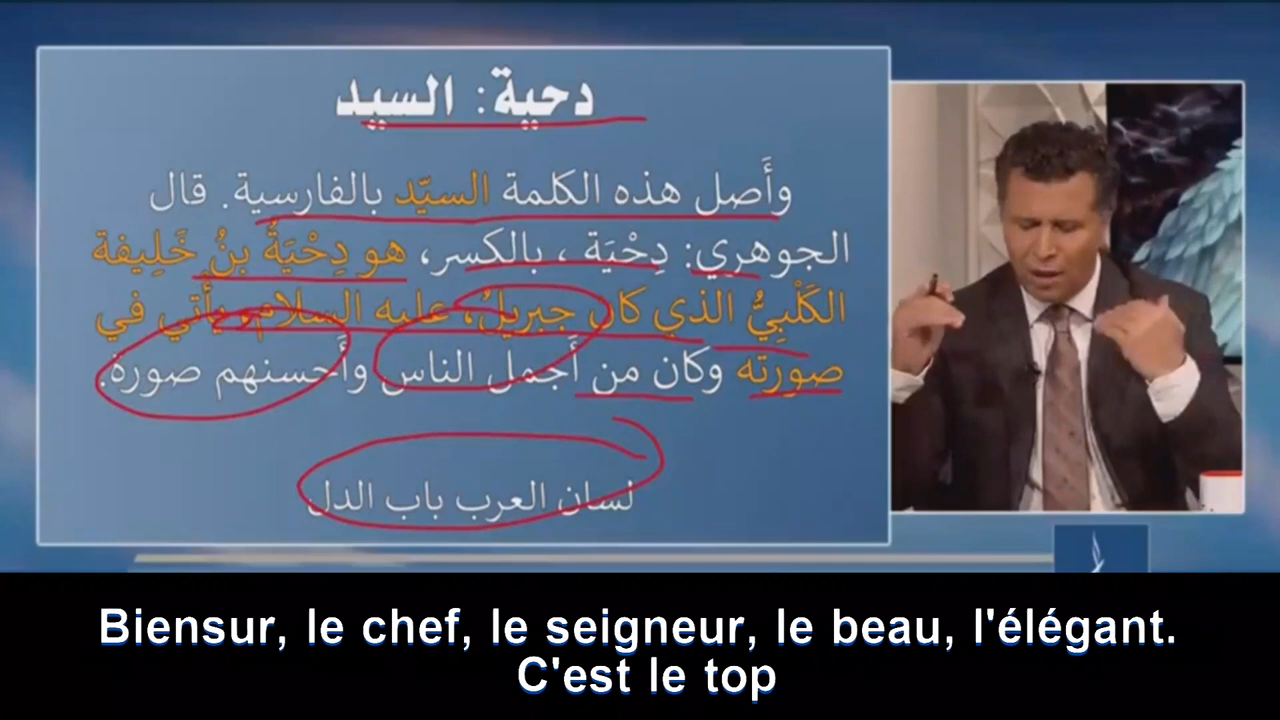 دحية: السيد
وأَصل هذه الكلمة السيّد بالفارسية. قال
الجوهري: دِحْيَة ، بالكسر، هو دِحْيَةُ بنُ خَلِيفة
الكَلْبِيُّ الذي كان جبريلُ، عليه السلام، يأتي في
صورته وكان من أَجمل الناس وأَحسنهم صورة.
لسان العرب باب الدل
Biensur, le chef, le seigneur, le beau, l'élégant.
C'est le top